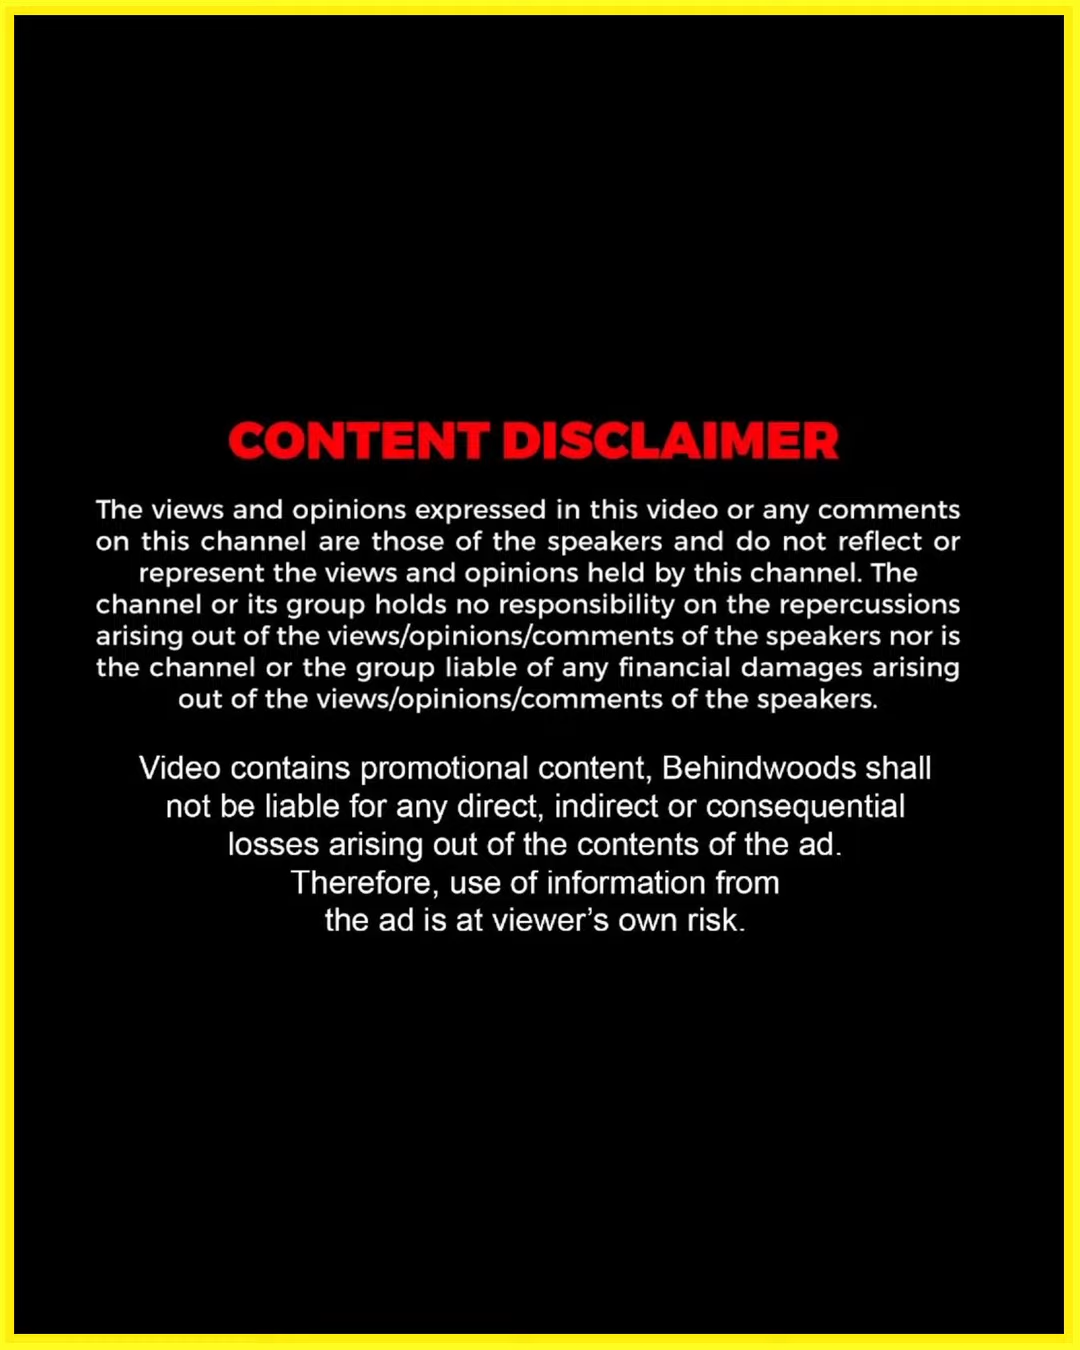 CONTENT DISCLAIMER
The views and opinions expressed in this video or any comments
on this channel are those of the speakers and do not reflect or
represent the views and opinions held by this channel. The
channel or its group holds no responsibility on the repercussions
arising out of the views/opinions/comments of the speakers nor is
the channel or the group liable of any financial damages arising
out of the views/opinions/comments of the speakers.
Video contains promotional content, Behindwoods shall
not be liable for any direct, indirect or consequential
losses arising out of the contents of the ad.
Therefore, use of information from
the ad is at viewer’s own risk.